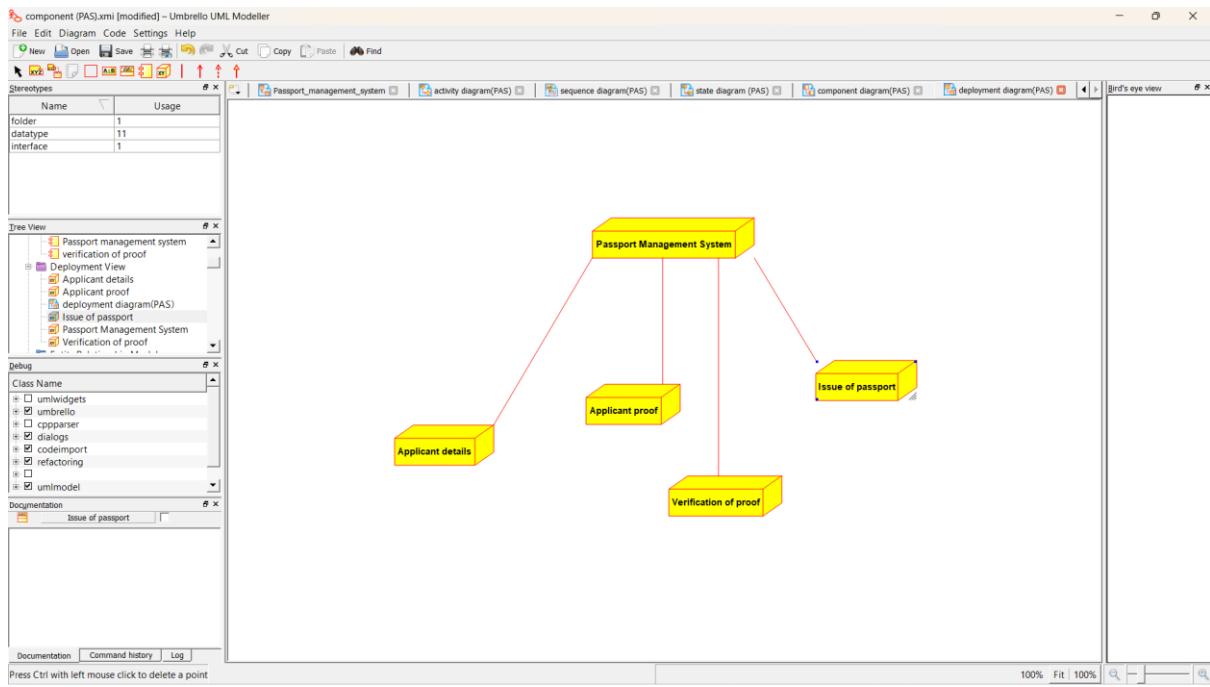 component (PAS).xmi [modified] – Umbrello UML Modeller
File Edit Diagram Code Settings Help
New Open Save Cut Copy Paste Find
Stereotypes
Name Usage
folder 1
datatype 11
interface 1
Tree View
Passport management system
verification of proof
Deployment View
Applicant details
Applicant proof
deployment diagram(PAS)
Issue of passport
Passport Management System
Verification of proof
Debug
Class Name
umlwidgets
umbrello
cppparser
dialogs
codeimport
refactoring
umlmodel
Documentation
Issue of passport
Documentation Command history Log
Press Ctrl with left mouse click to delete a point
Passport_management_system activity diagram(PAS) sequence diagram(PAS) state diagram (PAS) component diagram(PAS) deployment diagram(PAS)
Passport Management System
Issue of passport
Applicant proof
Applicant details
Verification of proof
Bird's eye view
100% Fit 100%